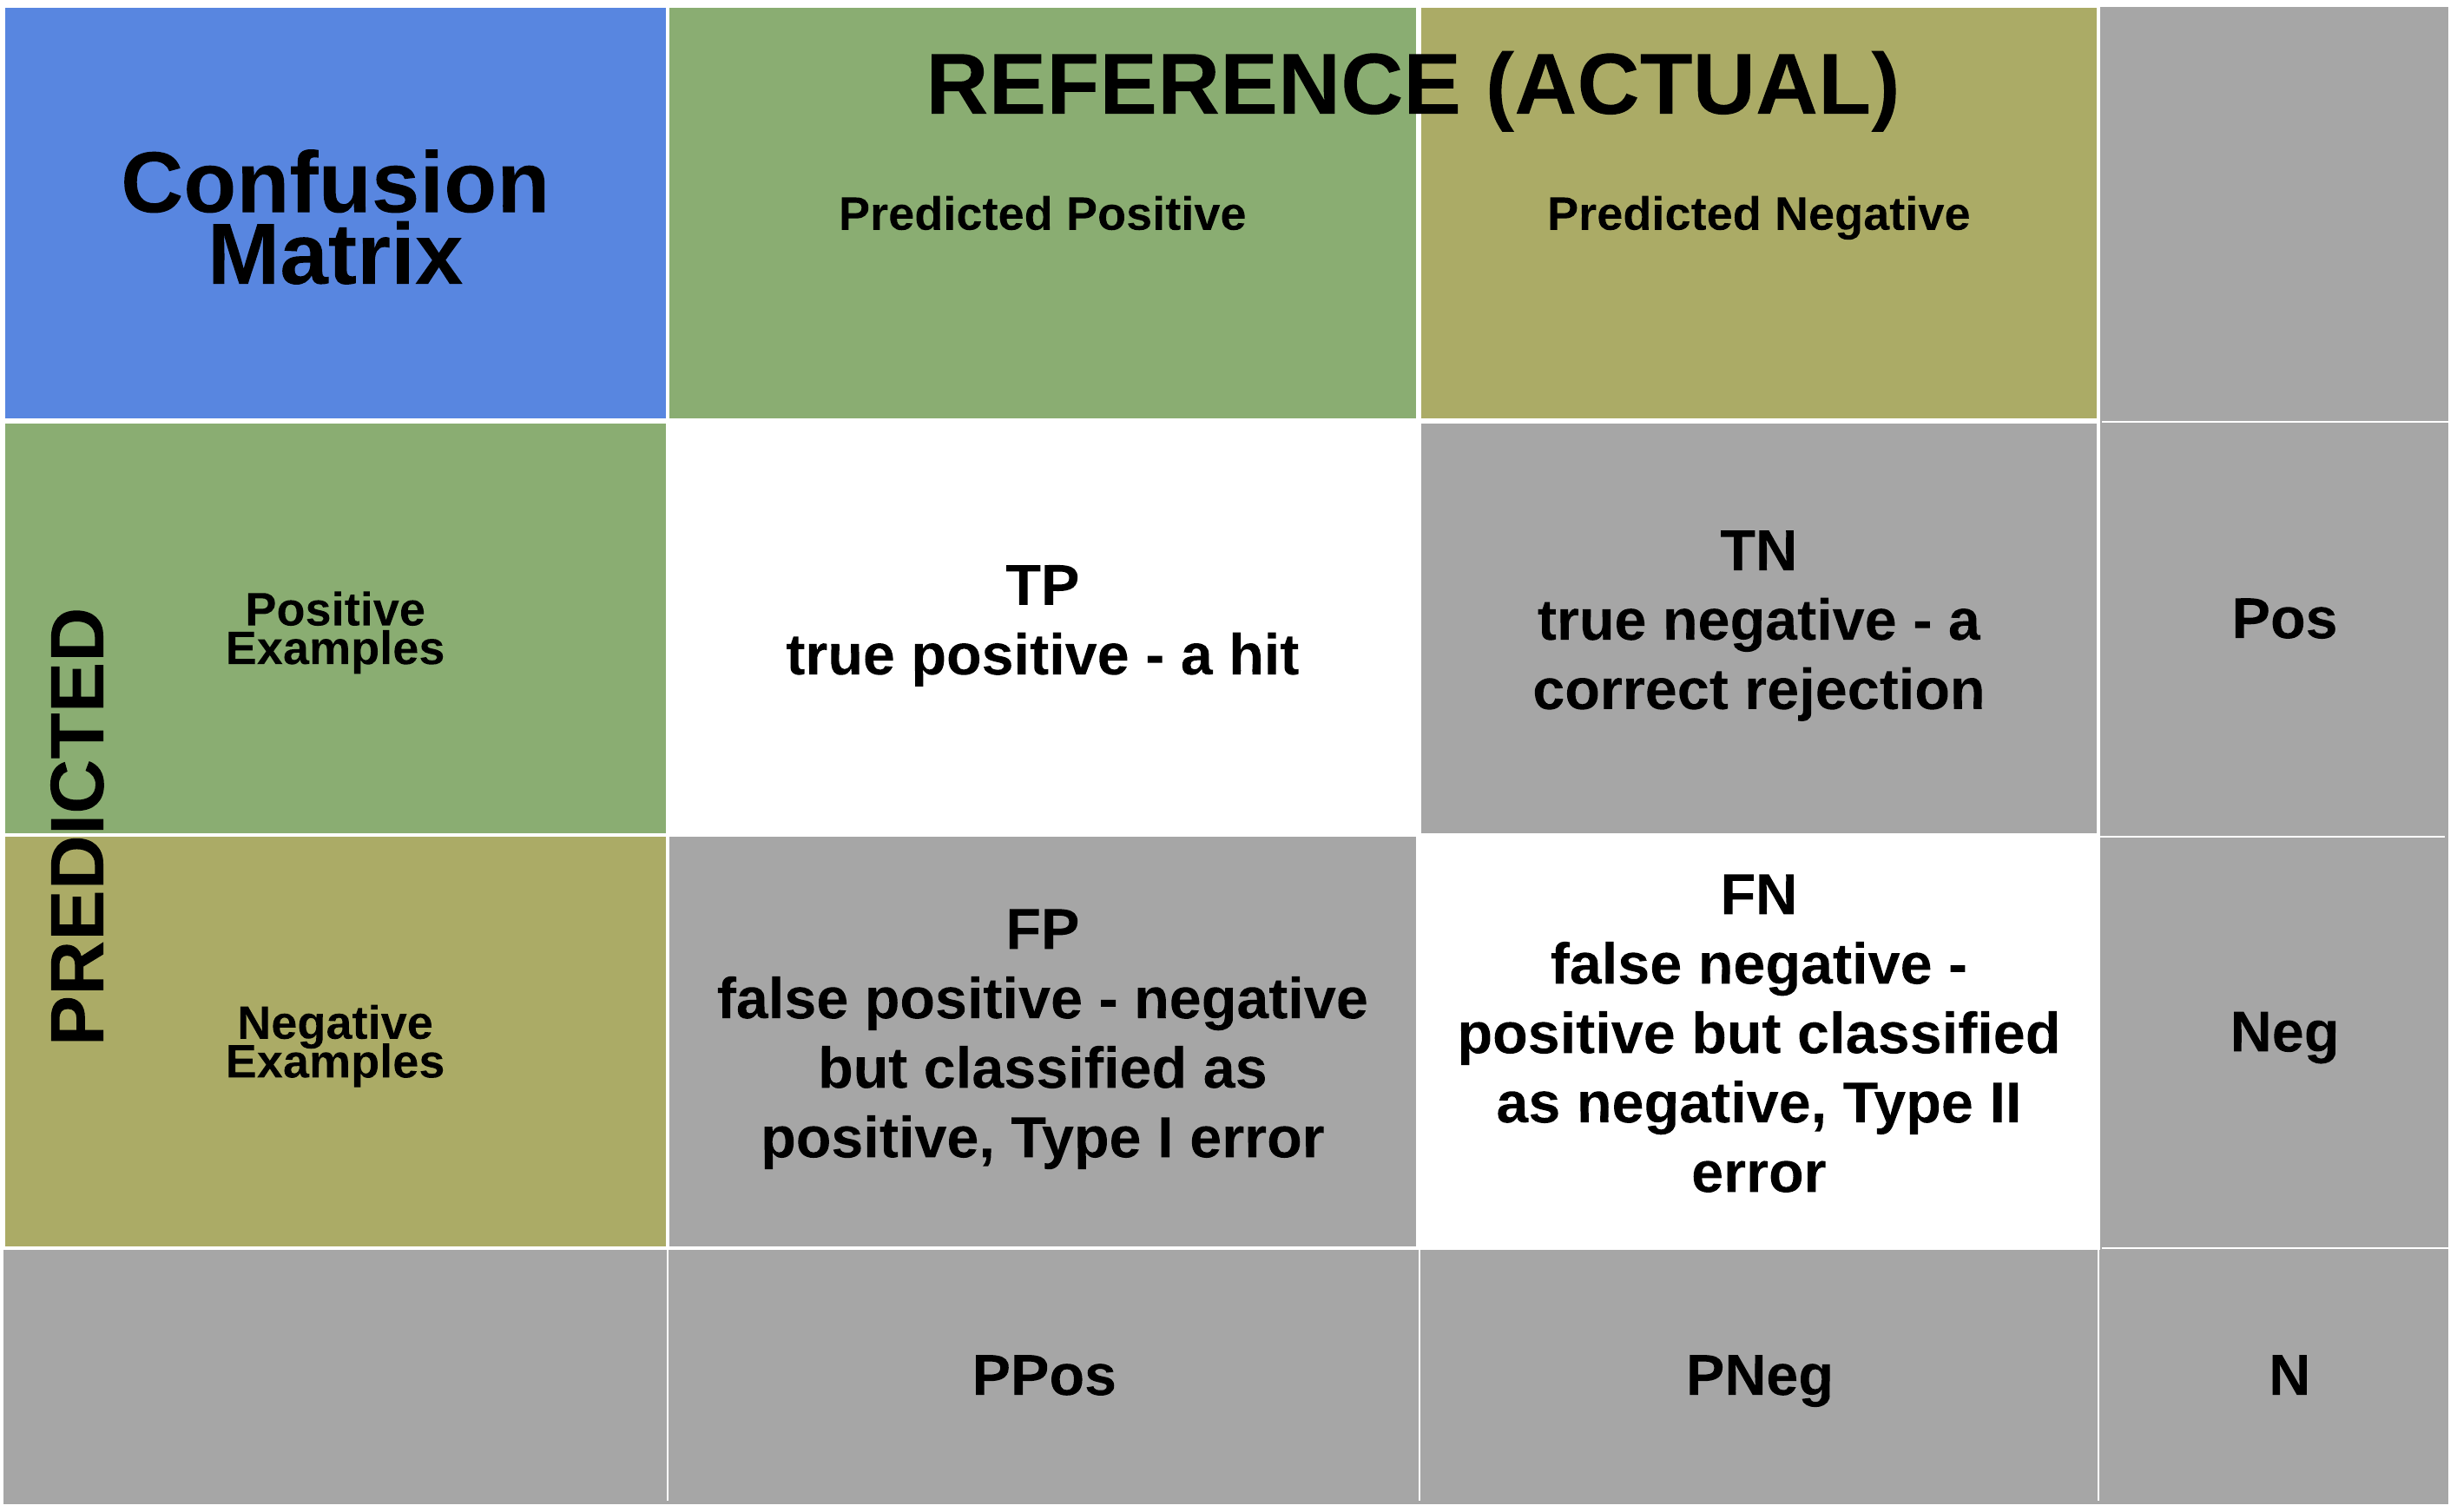 Confusion
Matrix
REFERENCE (ACTUAL)
Predicted Positive
Predicted Negative
PREDICTED
Positive
Examples
TP
true positive - a hit
TN
true negative - a
correct rejection
Pos
Negative
Examples
FP
false positive - negative
but classified as
positive, Type I error
FN
false negative -
positive but classified
as negative, Type II
error
Neg
PPos
PNeg
N